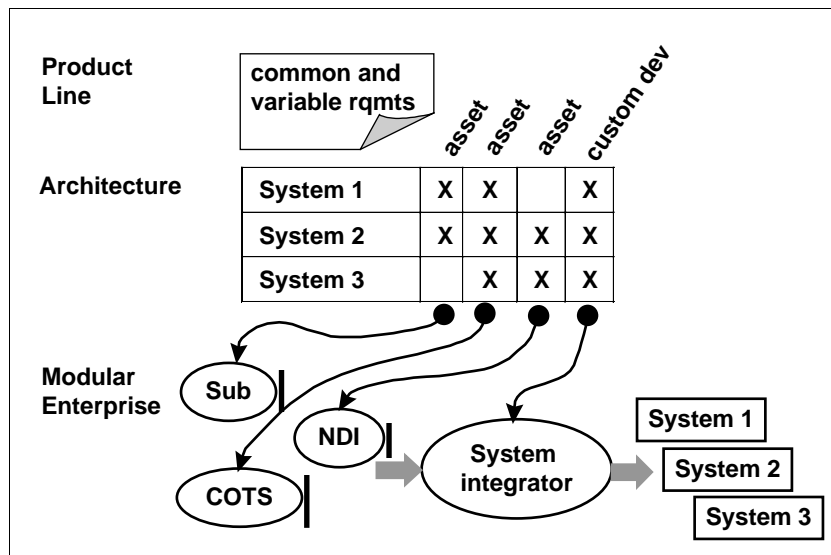 Product
Line
common and
variable rqmts
asset
asset
asset
custom dev
Architecture
System 1 X X X
System 2 X X X X
System 3 X X X
Modular
Enterprise
Sub
NDI
COTS
System
integrator
System 1
System 2
System 3